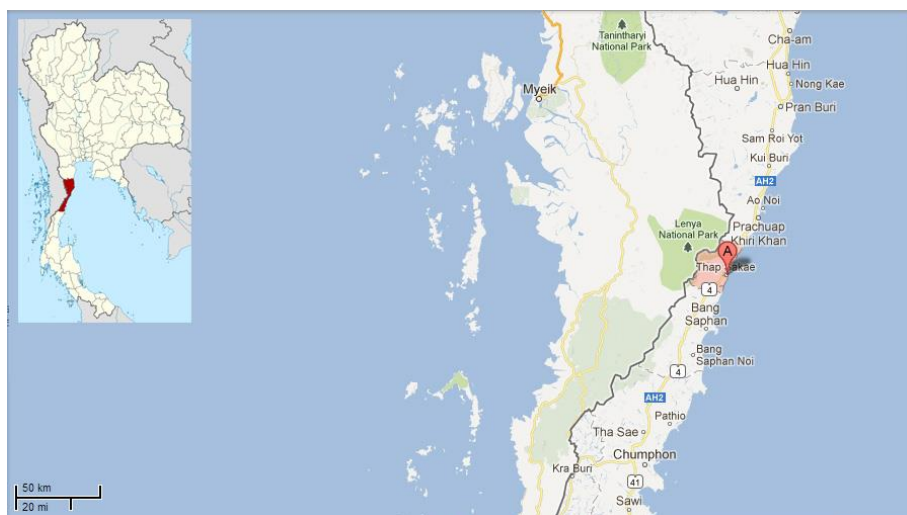 Tanintharyi
National Park
Cha-am
Hua Hin
Hua Hin
Nong Kae
Myeik
Pran Buri
Sam Roi Yot
Kui Buri
AH2
Ao Noi
Lenya
National Park
Prachuap
Khiri Khan
A
Thap Sakae
4
Bang
Saphan
Bang
Saphan Noi
4
AH2
Pathio
Tha Sae
Chumphon
Kra Buri
41
Sawi
50 km
20 mi